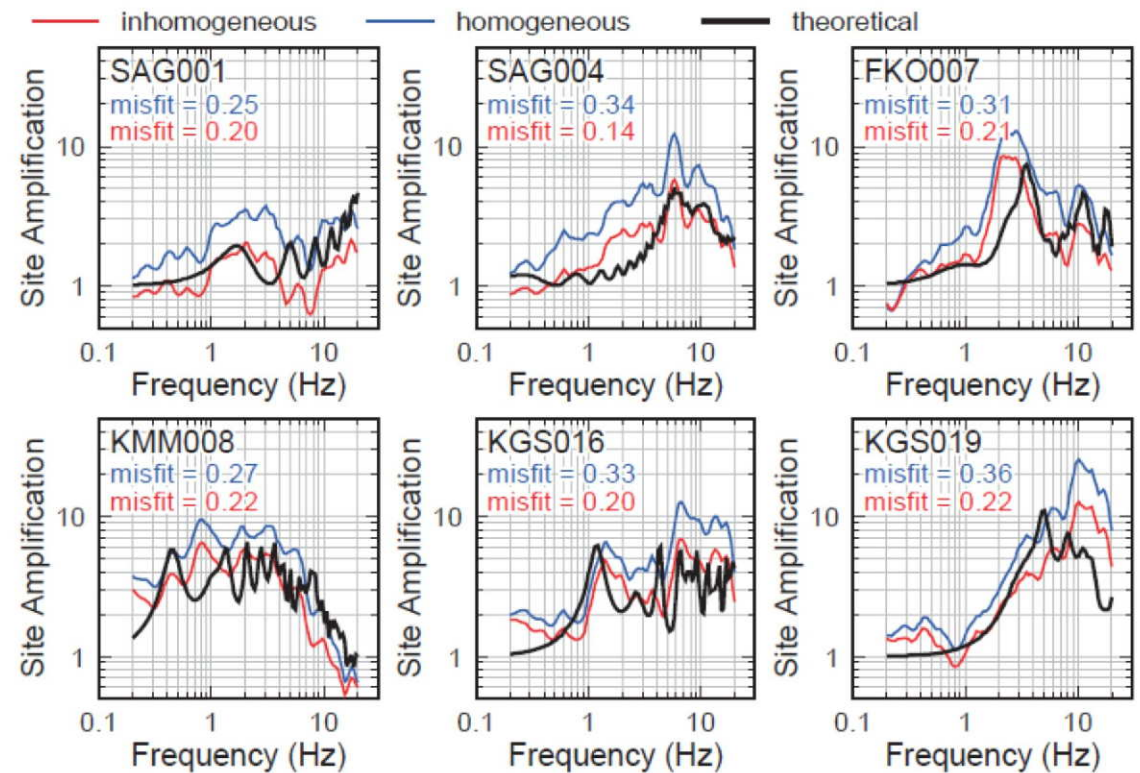 inhomogeneous homogeneous theoretical
SAG001
misfit = 0.25
misfit = 0.20
Site Amplification
10
1
0.1 1 10
Frequency (Hz)
SAG004
misfit = 0.34
misfit = 0.14
Site Amplification
10
1
0.1 1 10
Frequency (Hz)
FKO007
misfit = 0.31
misfit = 0.21
Site Amplification
10
1
0.1 1 10
Frequency (Hz)
KMM008
misfit = 0.27
misfit = 0.22
Site Amplification
10
1
0.1 1 10
Frequency (Hz)
KGS016
misfit = 0.33
misfit = 0.20
Site Amplification
10
1
0.1 1 10
Frequency (Hz)
KGS019
misfit = 0.36
misfit = 0.22
Site Amplification
10
1
0.1 1 10
Frequency (Hz)